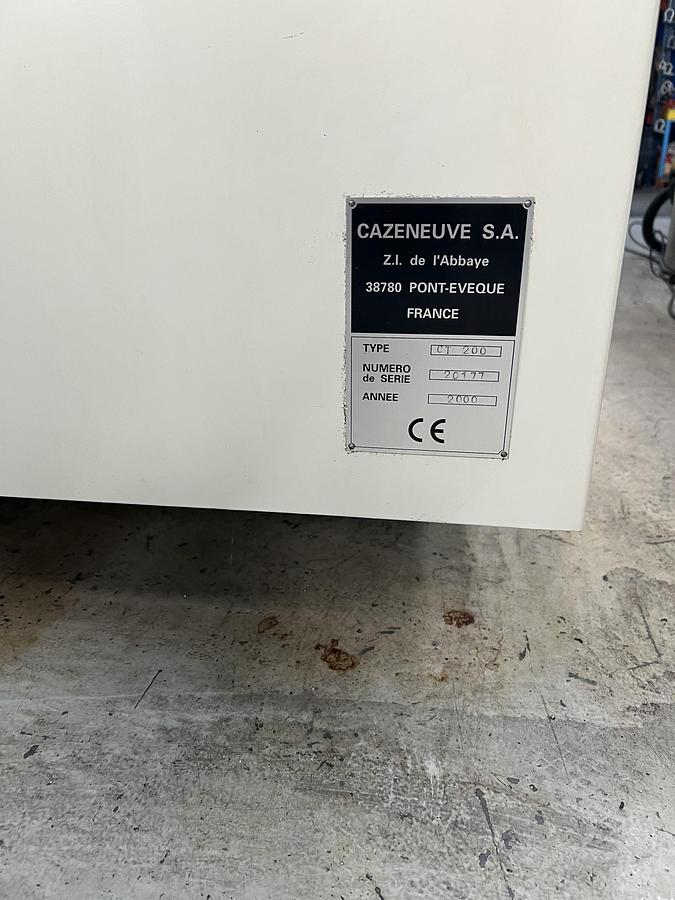 CAZENEUVE S.A.
Z.I. de l'Abbaye
38780 PONT-EVEQUE
FRANCE
TYPE CT 200
NUMERO
de SERIE 20177
ANNEE 2000
CE